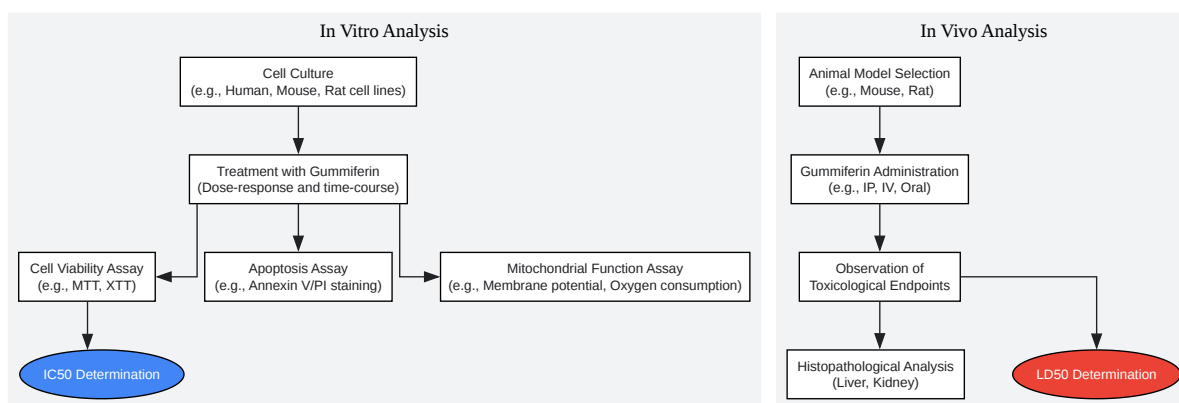 In Vitro Analysis
Cell Culture
(e.g., Human, Mouse, Rat cell lines)
Treatment with Gummiferin
(Dose-response and time-course)
Cell Viability Assay
(e.g., MTT, XTT)
Apoptosis Assay
(e.g., Annexin V/PI staining)
Mitochondrial Function Assay
(e.g., Membrane potential, Oxygen consumption)
IC50 Determination
In Vivo Analysis
Animal Model Selection
(e.g., Mouse, Rat)
Gummiferin Administration
(e.g., IP, IV, Oral)
Observation of
Toxicological Endpoints
Histopathological Analysis
(Liver, Kidney)
LD50 Determination